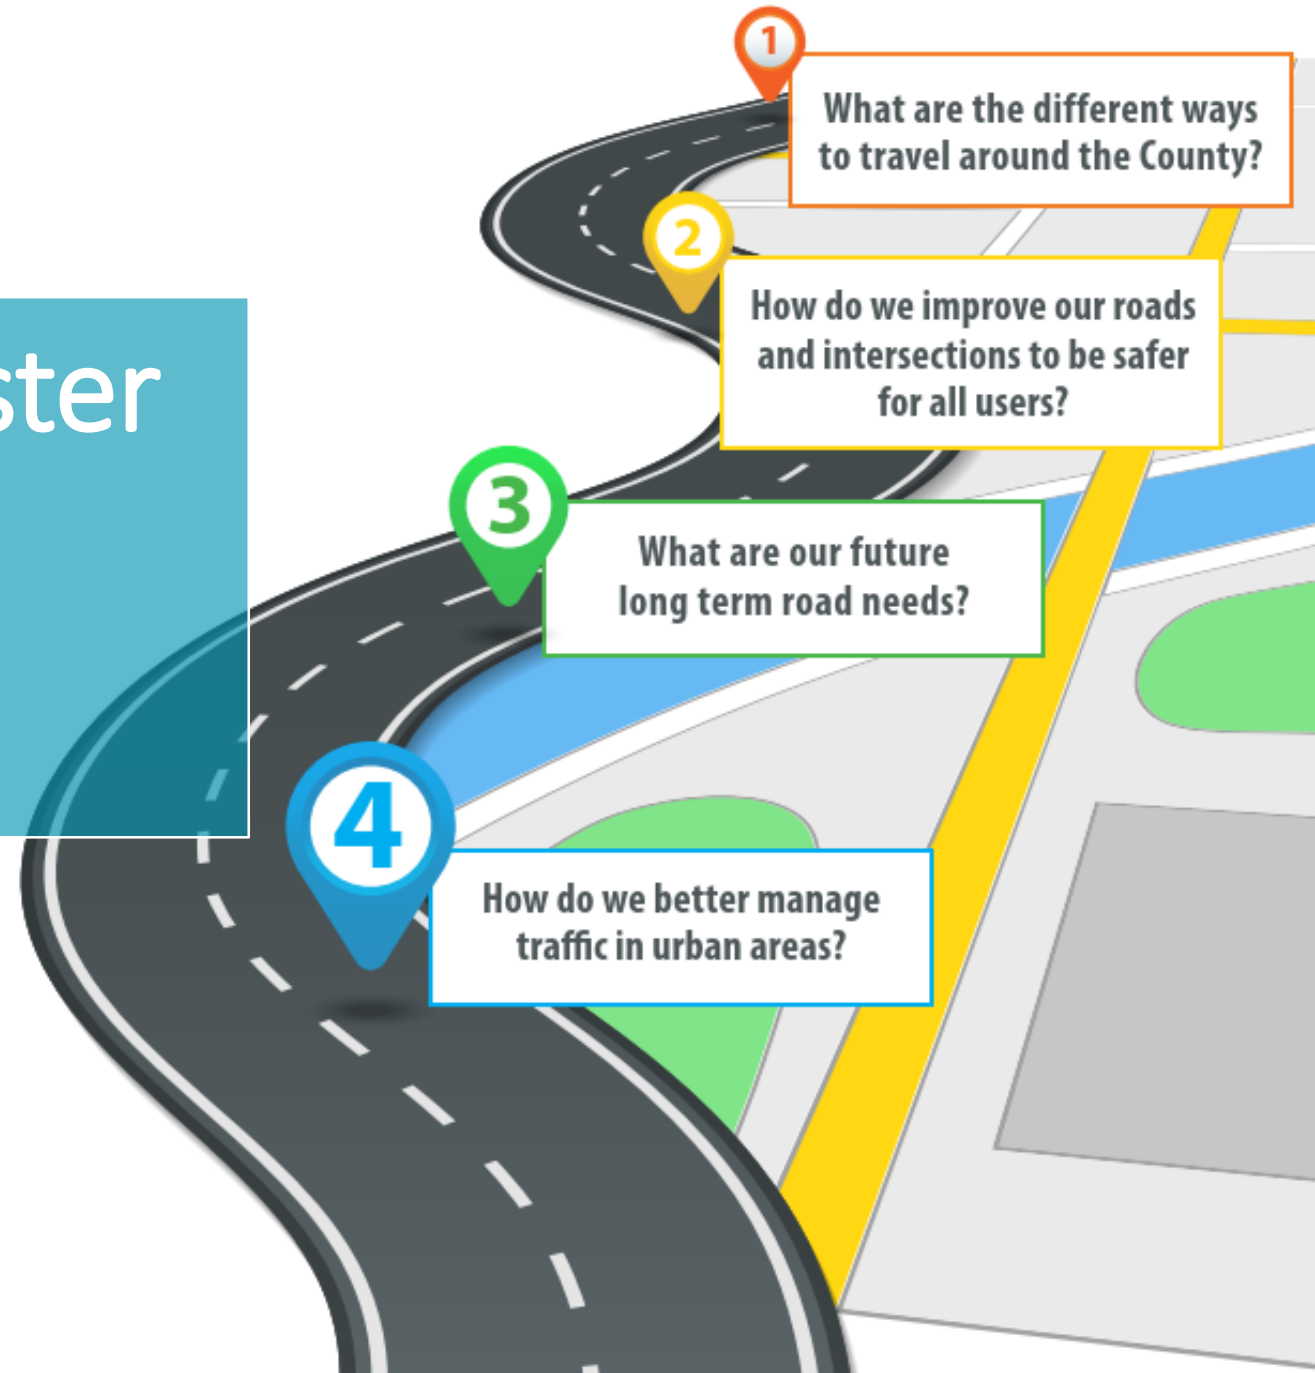 1
What are the different ways
to travel around the County?
2
How do we improve our roads
and intersections to be safer
for all users?
ster
3
What are our future
long term road needs?
4
How do we better manage
traffic in urban areas?